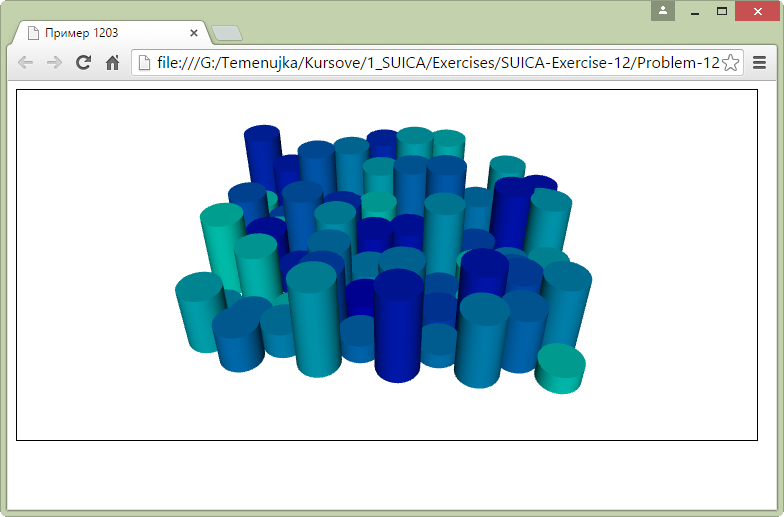 Пример 1203
file:///G:/Temenujka/Kursove/1_SUICA/Exercises/SUICA-Exercise-12/Problem-12